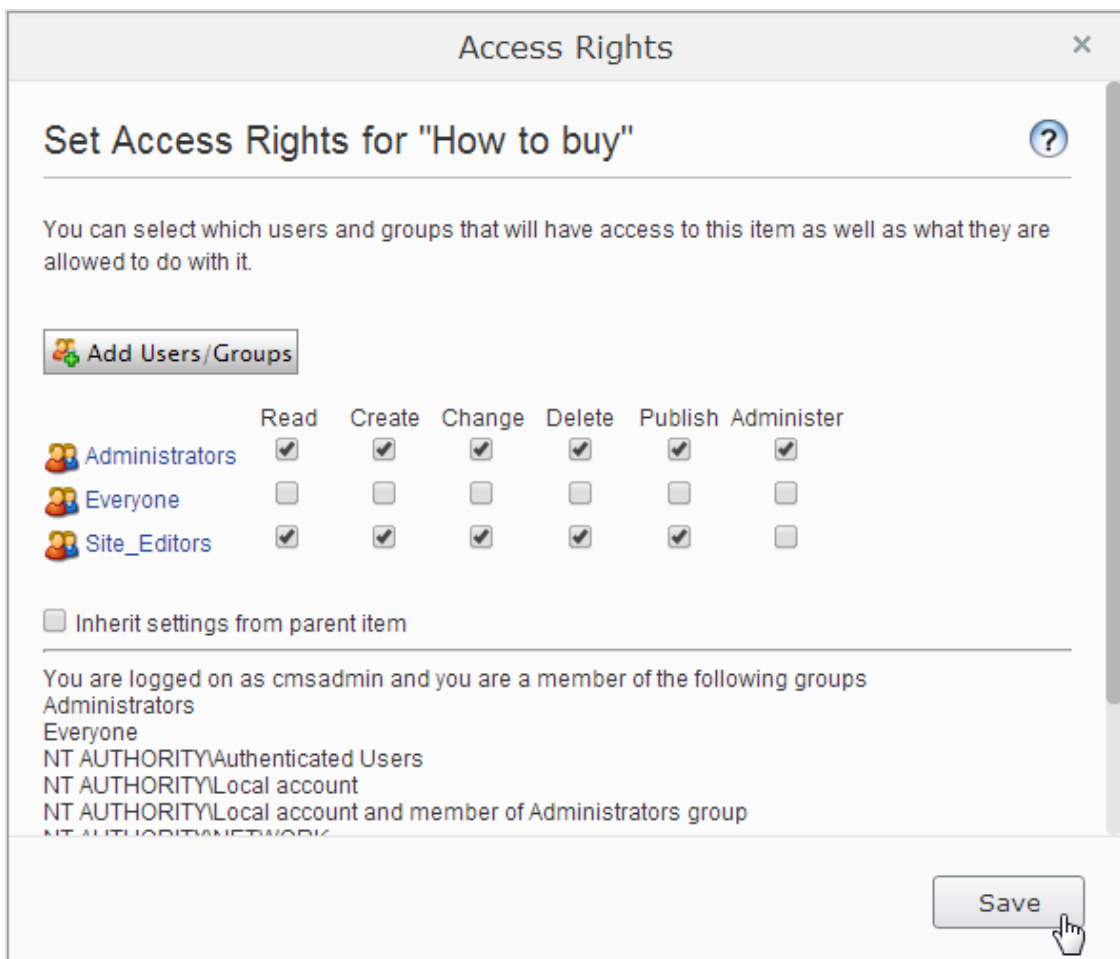 Access Rights
Set Access Rights for "How to buy"
You can select which users and groups that will have access to this item as well as what they are
allowed to do with it.
Add Users/Groups
Read Create Change Delete Publish Administer
Administrators
Everyone
Site_Editors
Inherit settings from parent item
You are logged on as cmsadmin and you are a member of the following groups
Administrators
Everyone
NT AUTHORITY\Authenticated Users
NT AUTHORITY\Local account
NT AUTHORITY\Local account and member of Administrators group
NT AUTHORITY\NETWORK
Save